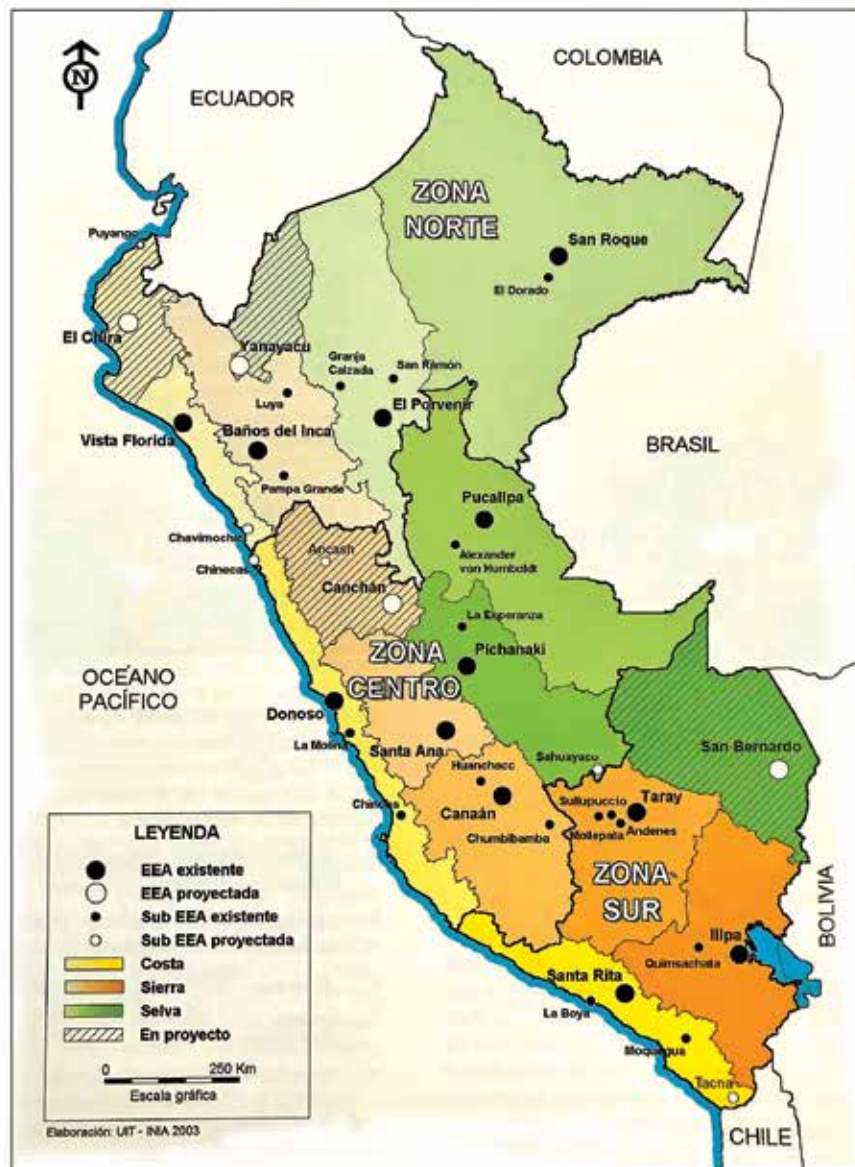 COLOMBIA
ECUADOR
ZONA
NORTE
San Roque
El Dorado
Puyango
El Chira
Yanayacu
Granja
Calzada
San Ramón
Luya
El Porvenir
Vista Florida
Baños del Inca
BRASIL
Pampa Grande
Pucallpa
Chavimochic
Ancash
Alexander
von Humboldt
Chinecas
Canchán
La Esperanza
ZONA
CENTRO
Pichanaki
OCÉANO
PACÍFICO
Donoso
La Molina
Santa Ana
San Bernardo
Sahuayacu
Huanchacc
Chincha
Canaán
Sullupuccio
Taray
Chumbibamba
Mollepata
Andenes
ZONA
SUR
BOLIVIA
Illpa
Quimsachata
Santa Rita
La Boya
Moquegua
Tacna
CHILE
LEYENDA
EEA existente
EEA proyectada
Sub EEA existente
Sub EEA proyectada
Costa
Sierra
Selva
En proyecto
0 250 Km
Escala gráfica
Elaboración: UIT - INIA 2003
N